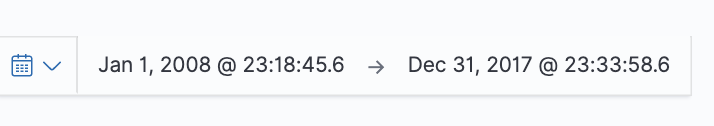 Jan 1, 2008 @ 23:18:45.6 → Dec 31, 2017 @ 23:33:58.6